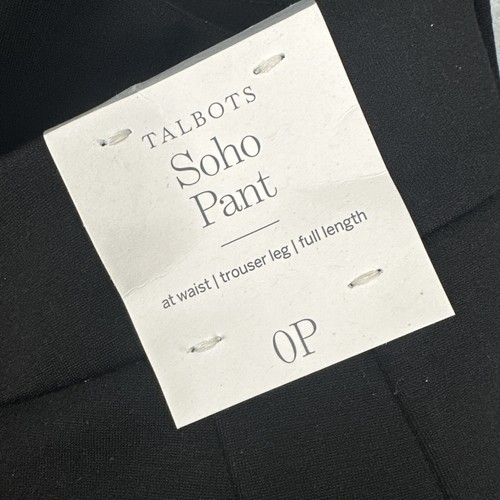 TALBOTS
Soho
Pant
at waist | trouser leg | full length
0P